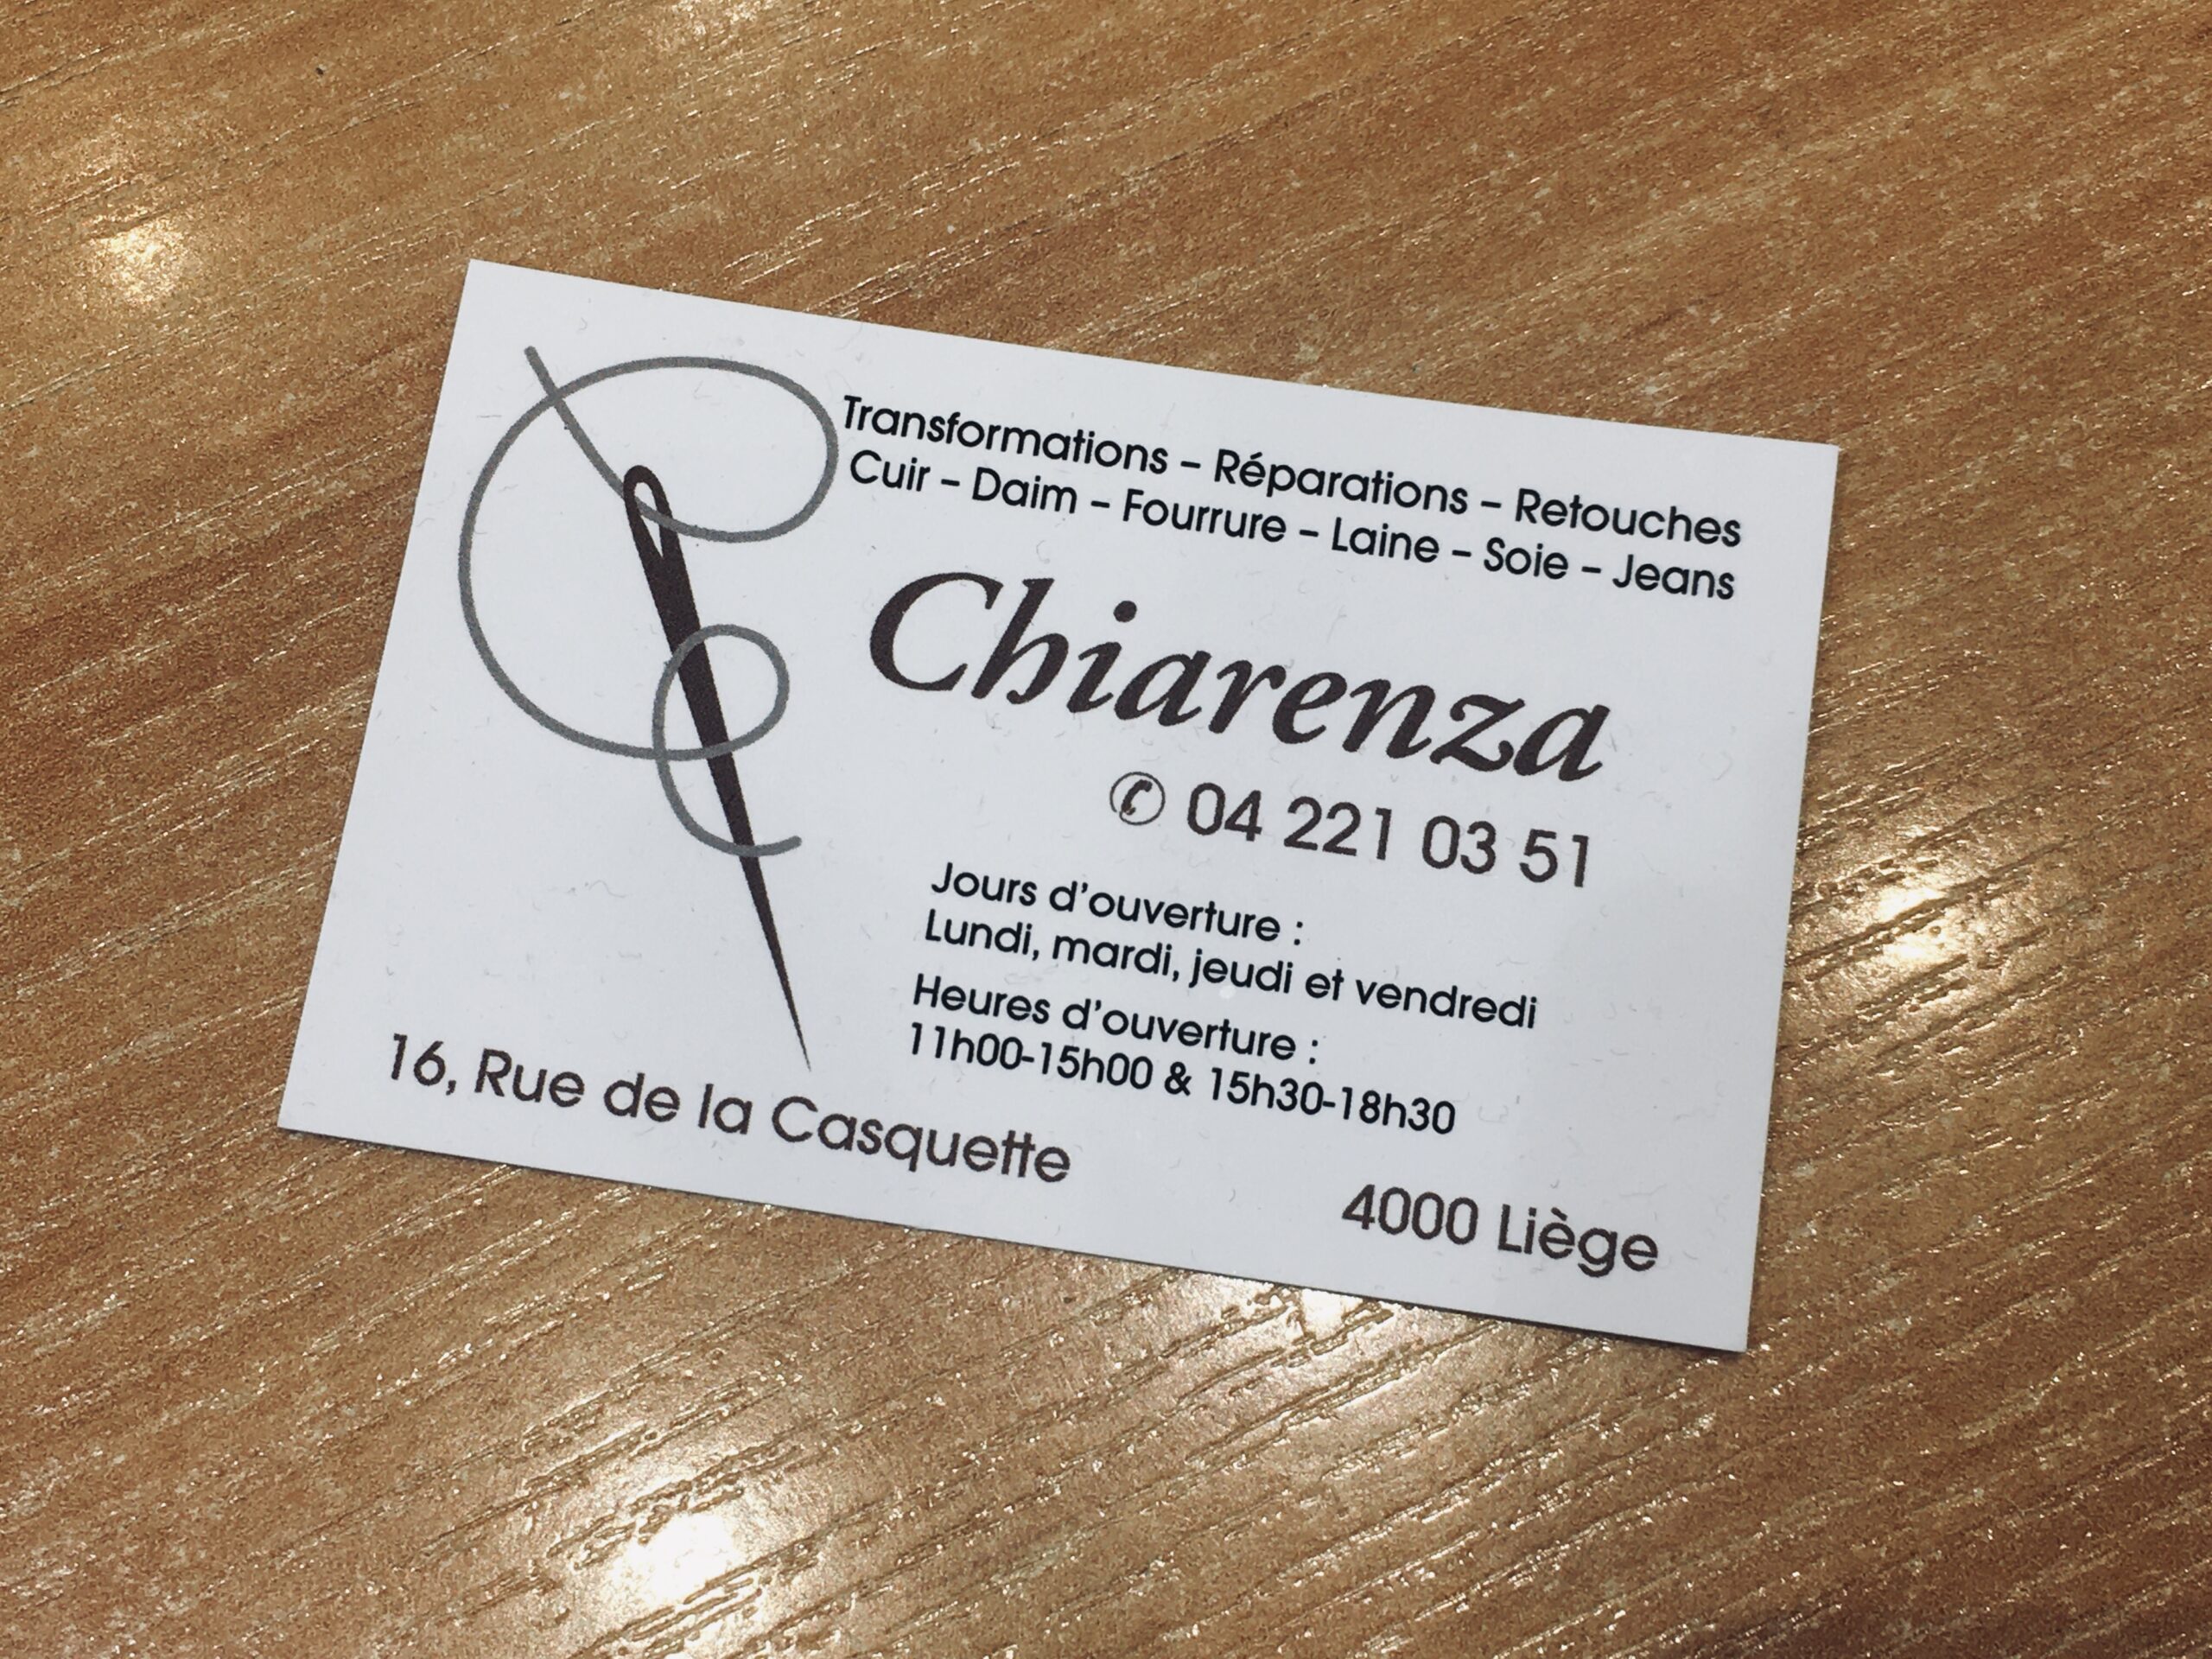 Transformations – Réparations – Retouches
Cuir – Daim – Fourrure – Laine – Soie – Jeans
Chiarenza
✆ 04 221 03 51
Jours d'ouverture :
Lundi, mardi, jeudi et vendredi
Heures d'ouverture :
11h00-15h00 & 15h30-18h30
16, Rue de la Casquette
4000 Liège